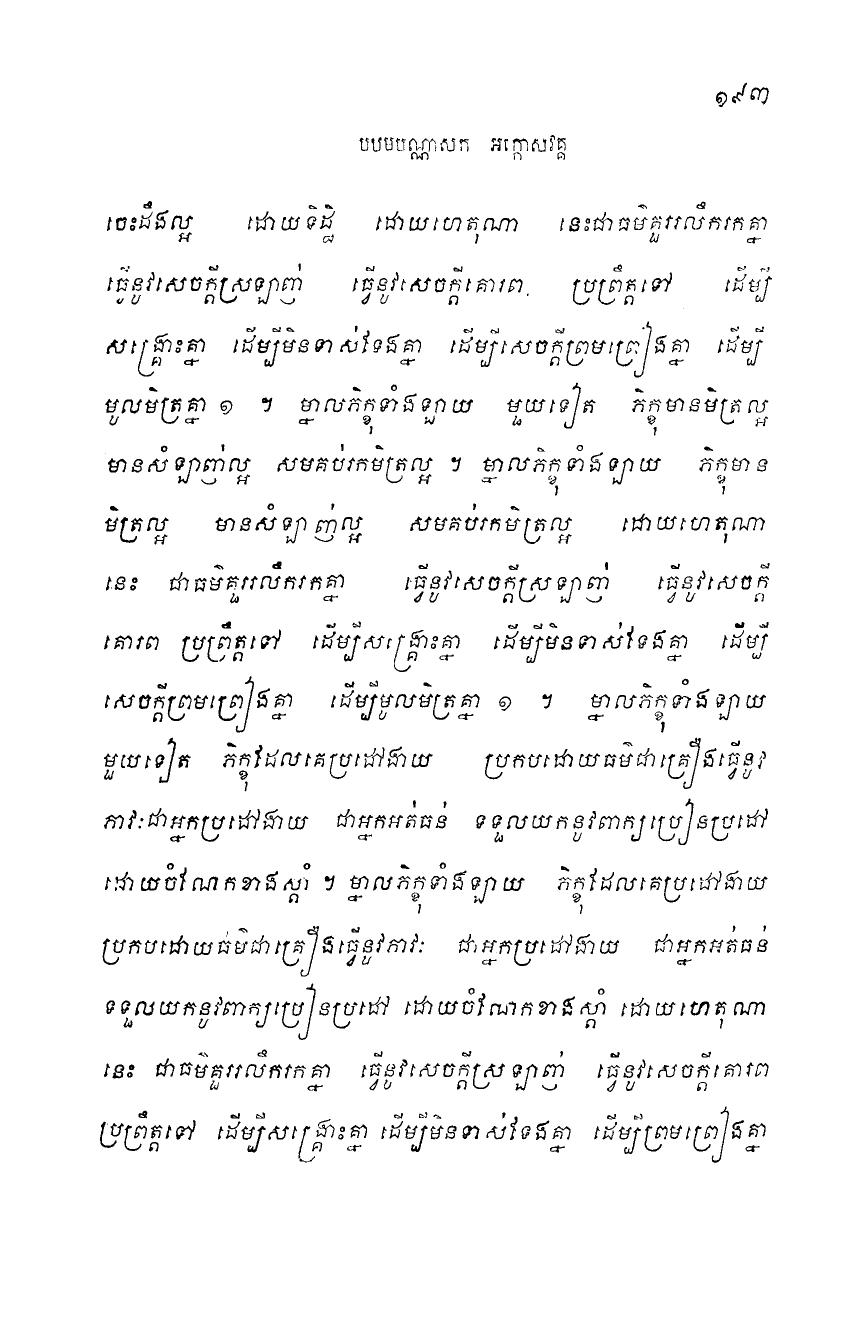 ១៩៣
បឋមបណ្ណាសក អក្កោសវគ្គ
ចេះដឹងល្អ ដោយទិដ្ឋិ ដោយហេតុណា នេះជាធម៌គួររលឹករកគ្នា
ធ្វើនូវសេចក្តីស្រឡាញ់ ធ្វើនូវសេចក្តីគោរព ប្រព្រឹត្តទៅ ដើម្បី
សង្គ្រោះគ្នា ដើម្បីមិនទាស់ទែងគ្នា ដើម្បីសេចក្តីព្រមព្រៀងគ្នា ដើម្បី
មូលមិត្រគ្នា ១ ។ ម្នាលភិក្ខុទាំងឡាយ មួយទៀត ភិក្ខុមានមិត្រល្អ
មានសំឡាញ់ល្អ សមគប់រកមិត្រល្អ ។ ម្នាលភិក្ខុទាំងឡាយ ភិក្ខុមាន
មិត្រល្អ មានសំឡាញ់ល្អ សមគប់រកមិត្រល្អ ដោយហេតុណា
នេះ ជាធម៌គួររលឹករកគ្នា ធ្វើនូវសេចក្តីស្រឡាញ់ ធ្វើនូវសេចក្តី
គោរព ប្រព្រឹត្តទៅ ដើម្បីសង្គ្រោះគ្នា ដើម្បីមិនទាស់ទែងគ្នា ដើម្បី
សេចក្តីព្រមព្រៀងគ្នា ដើម្បីមូលមិត្រគ្នា ១ ។ ម្នាលភិក្ខុទាំងឡាយ
មួយទៀត ភិក្ខុដែលគេប្រដៅងាយ ប្រកបដោយធម៌ជាគ្រឿងធ្វើនូវ
ភាវៈជាអ្នកប្រដៅងាយ ជាអ្នកអត់ធន់ ទទួលយកនូវពាក្យប្រៀនប្រដៅ
ដោយចំណែកខាងស្តាំ ។ ម្នាលភិក្ខុទាំងឡាយ ភិក្ខុដែលគេប្រដៅងាយ
ប្រកបដោយធម៌ជាគ្រឿងធ្វើនូវភាវៈ ជាអ្នកប្រដៅងាយ ជាអ្នកអត់ធន់
ទទួលយកនូវពាក្យប្រៀនប្រដៅ ដោយចំណែកខាងស្តាំ ដោយហេតុណា
នេះ ជាធម៌គួររលឹករកគ្នា ធ្វើនូវសេចក្តីស្រឡាញ់ ធ្វើនូវសេចក្តីគោរព
ប្រព្រឹត្តទៅ ដើម្បីសង្គ្រោះគ្នា ដើម្បីមិនទាស់ទែងគ្នា ដើម្បីព្រមព្រៀងគ្នា